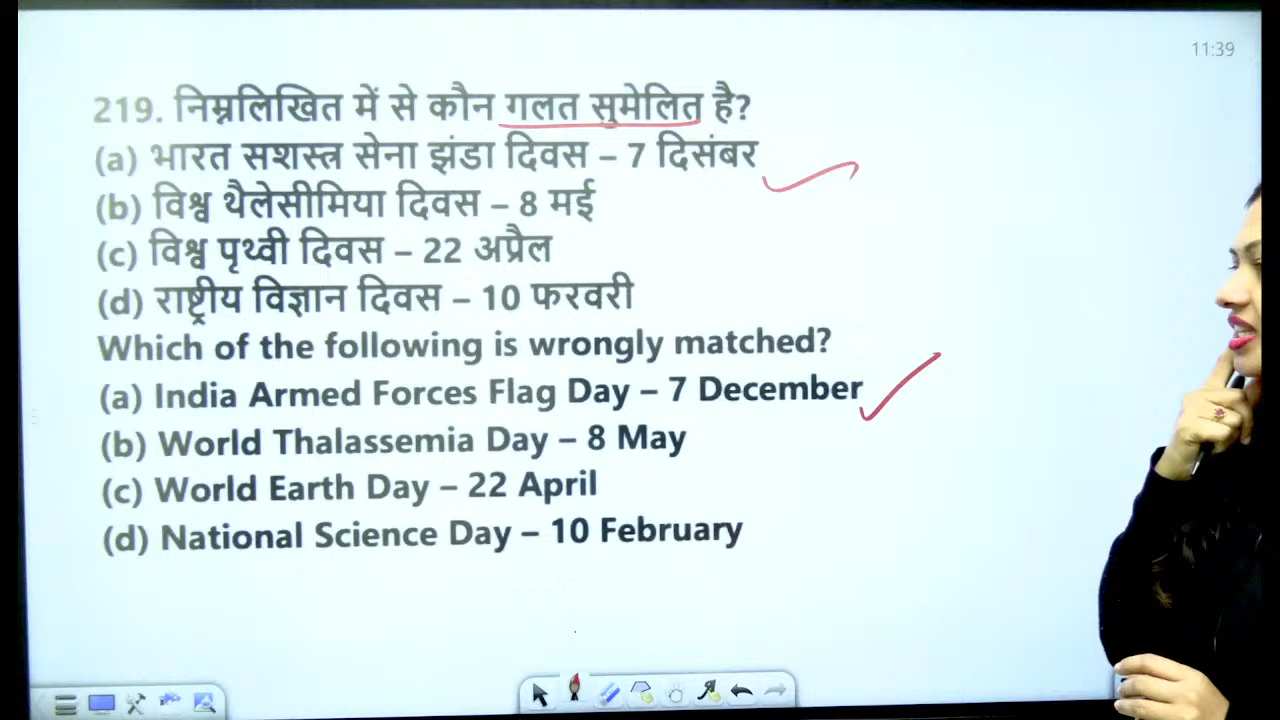 11:39
219. निम्नलिखित में से कौन गलत सुमेलित है?
(a) भारत सशस्त्र सेना झंडा दिवस – 7 दिसंबर
(b) विश्व थैलेसीमिया दिवस – 8 मई
(c) विश्व पृथ्वी दिवस – 22 अप्रैल
(d) राष्ट्रीय विज्ञान दिवस – 10 फरवरी
Which of the following is wrongly matched?
(a) India Armed Forces Flag Day – 7 December
(b) World Thalassemia Day – 8 May
(c) World Earth Day – 22 April
(d) National Science Day – 10 February